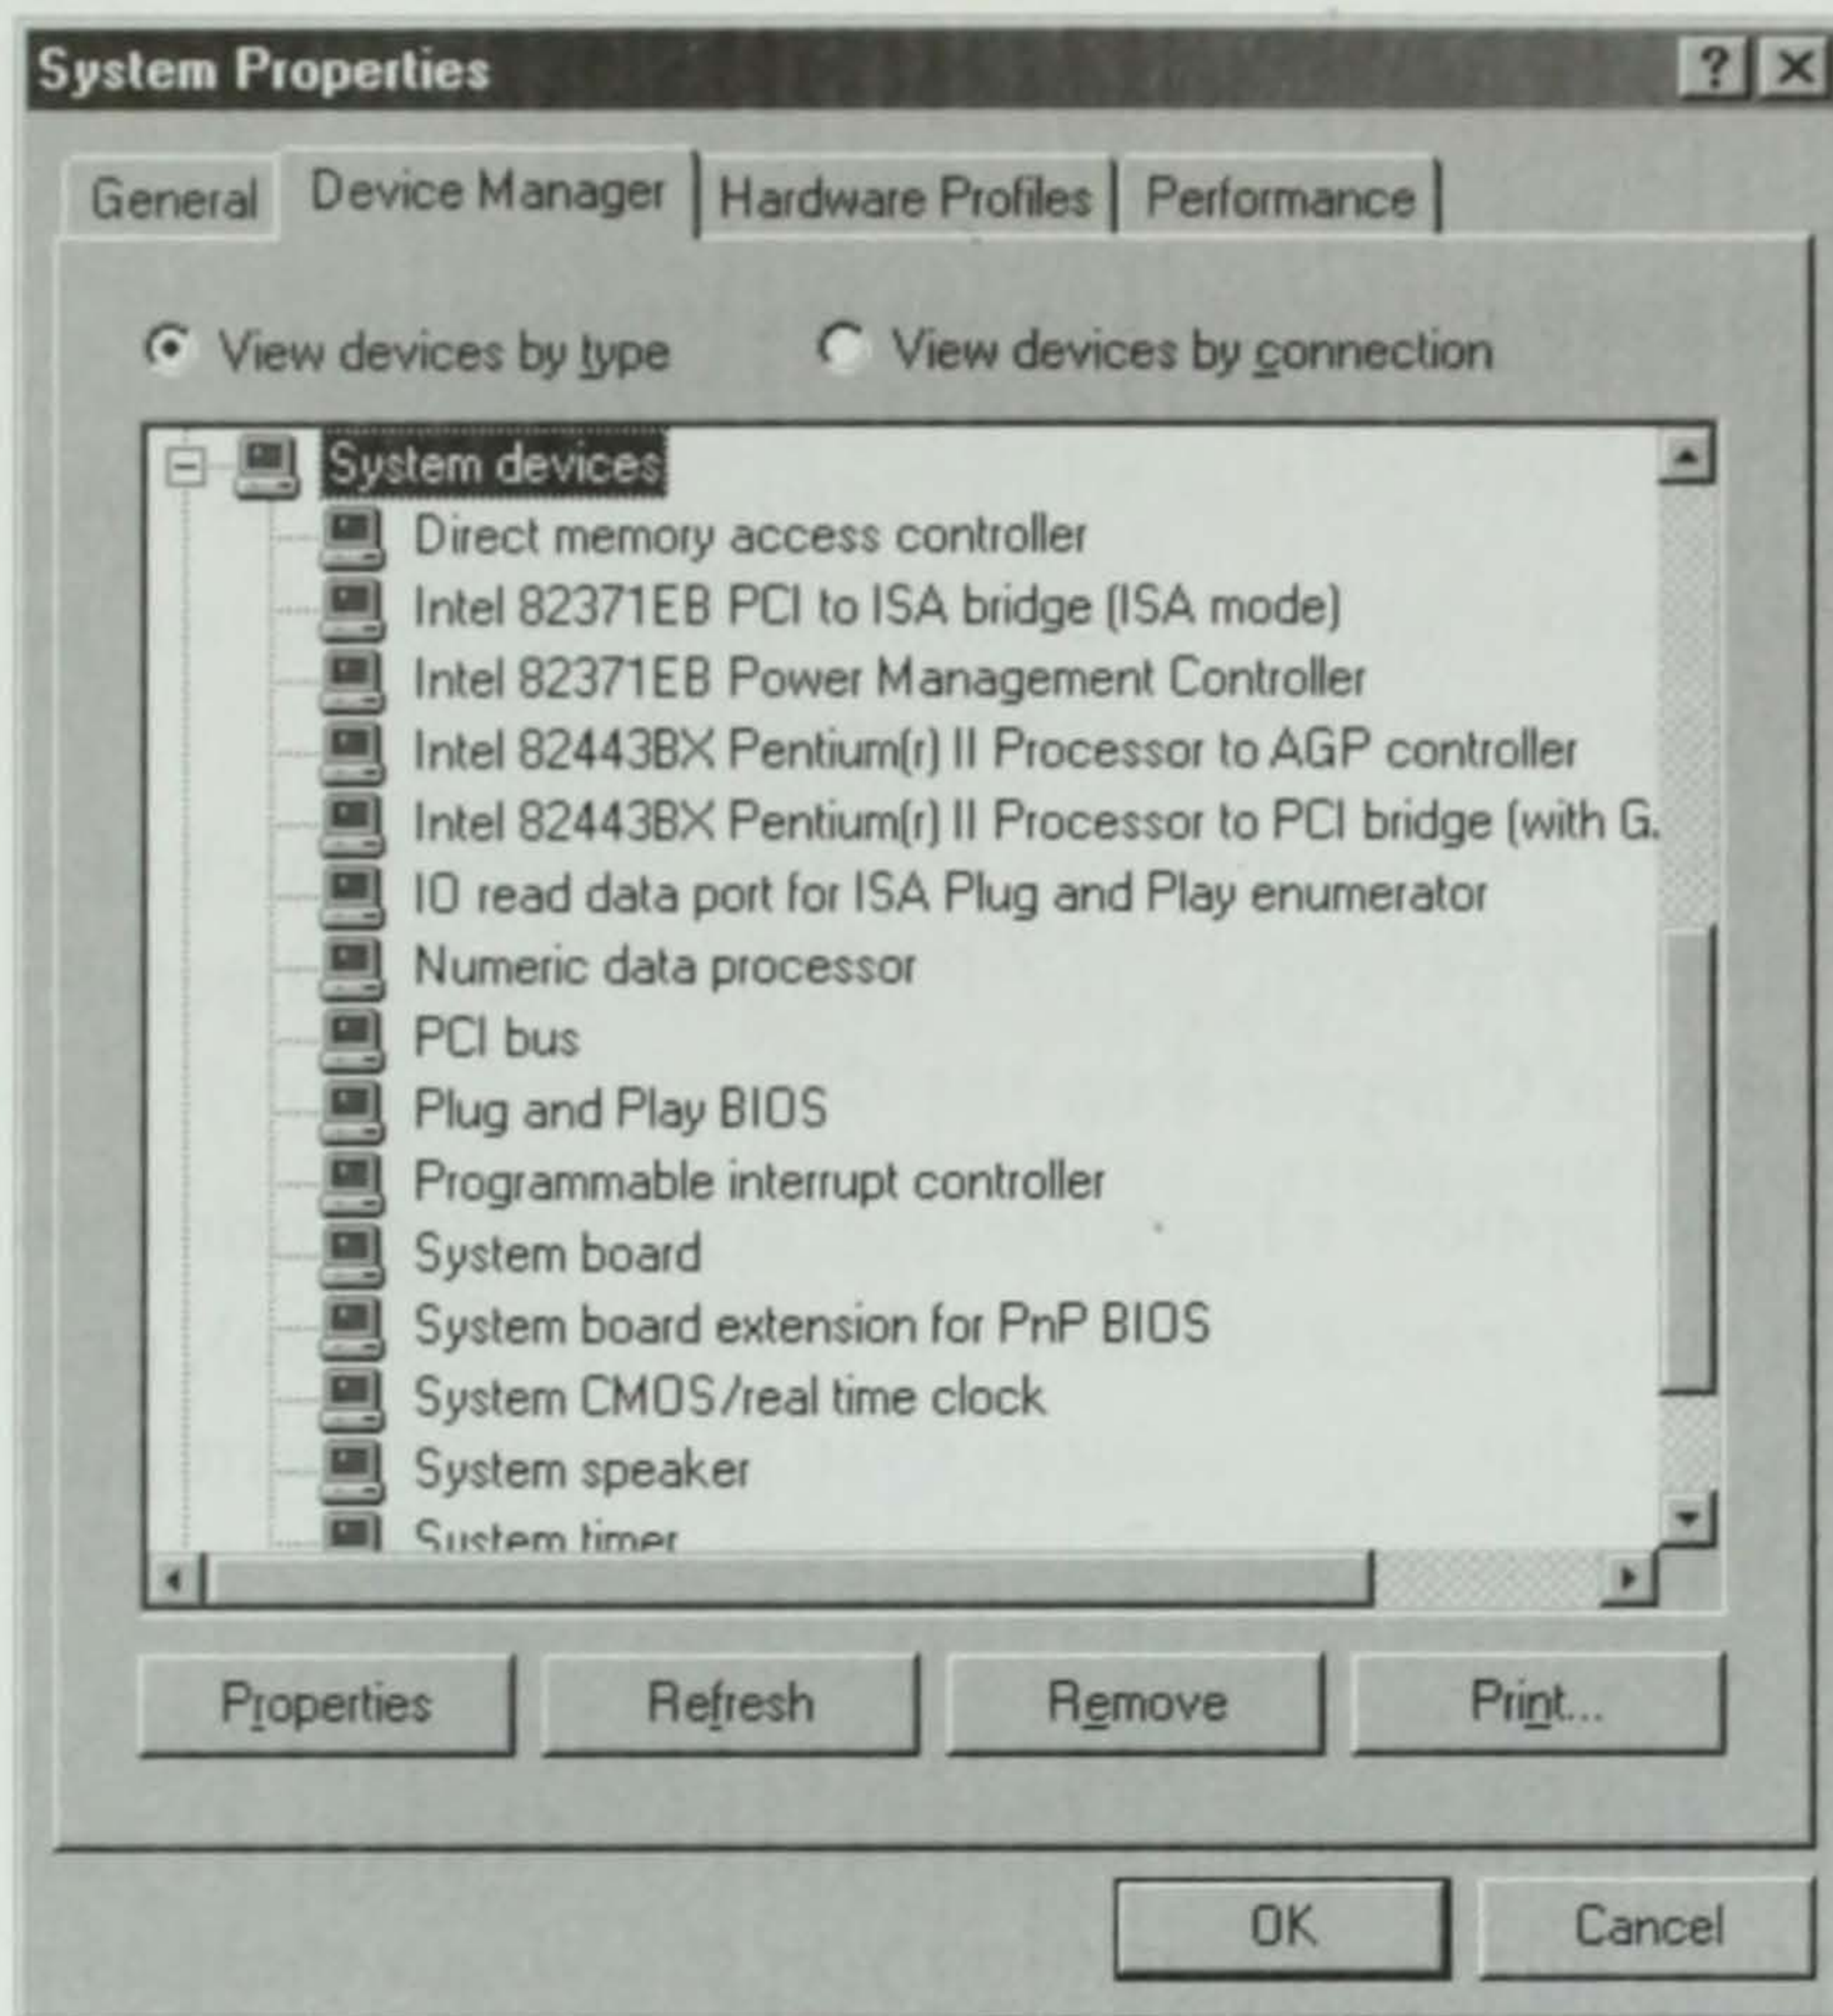 System Properties
General Device Manager Hardware Profiles Performance
View devices by type View devices by connection
System devices
Direct memory access controller
Intel 82371EB PCI to ISA bridge (ISA mode)
Intel 82371EB Power Management Controller
Intel 82443BX Pentium(r) II Processor to AGP controller
Intel 82443BX Pentium(r) II Processor to PCI bridge (with G.
IO read data port for ISA Plug and Play enumerator
Numeric data processor
PCI bus
Plug and Play BIOS
Programmable interrupt controller
System board
System board extension for PnP BIOS
System CMOS/real time clock
System speaker
System timer
Properties Refresh Remove Print...
OK Cancel